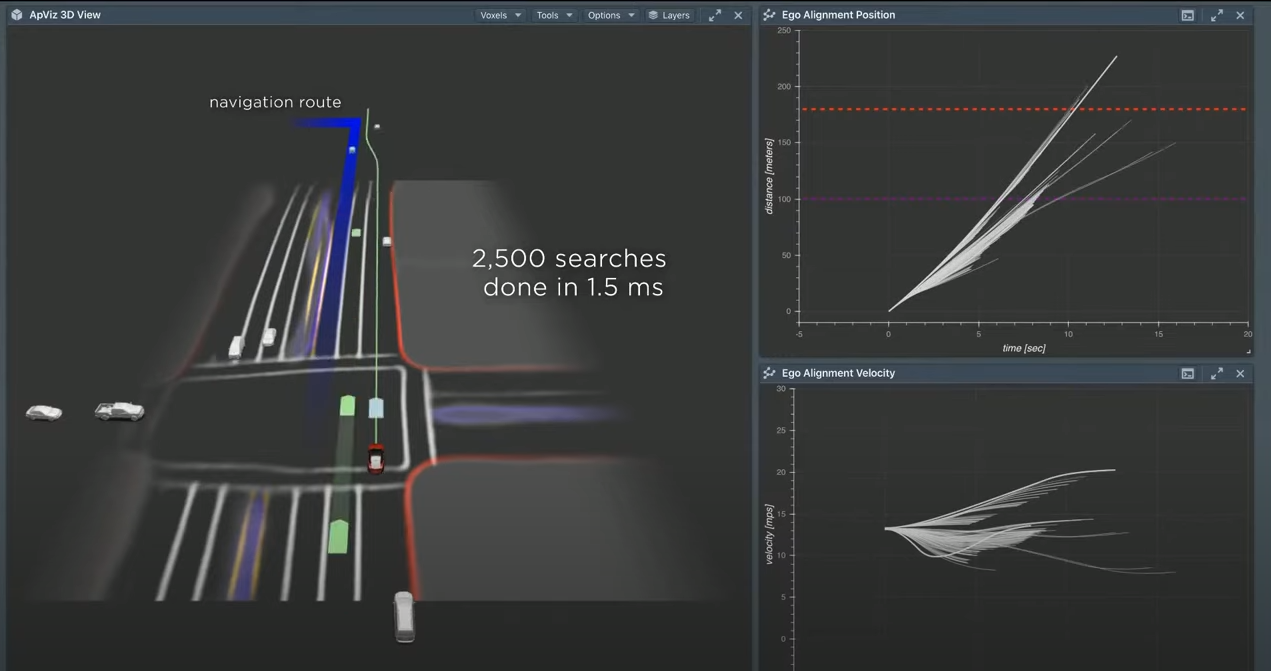 ApViz 3D View
Voxels
Tools
Options
Layers
navigation route
2,500 searches
done in 1.5 ms
Ego Alignment Position
250
200
150
100
50
0
distance [meters]
-5
0
5
10
15
20
time [sec]
Ego Alignment Velocity
30
25
20
15
10
5
0
velocity [mps]